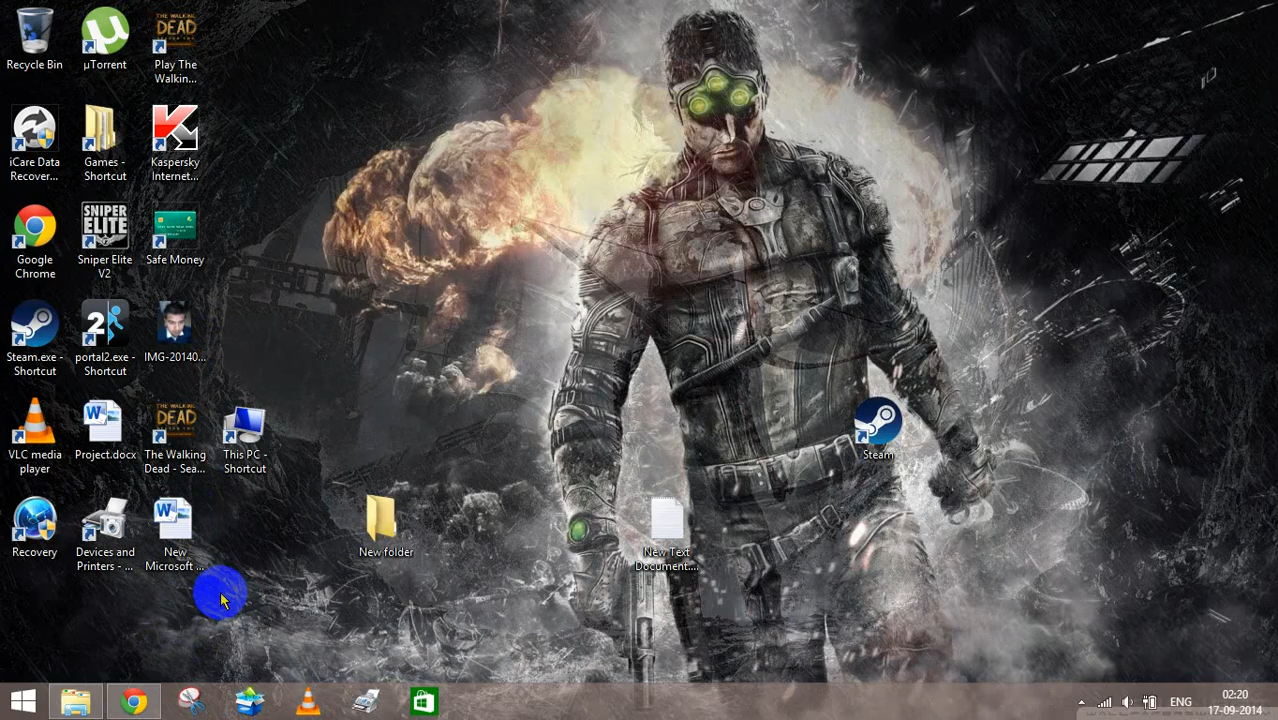 Recycle Bin
µTorrent
THE WALKING DEAD
Play The
Walkin...
iCare Data
Recover...
Games -
Shortcut
Kaspersky
Internet...
Google
Chrome
SNIPER
ELITE
Sniper Elite
V2
Safe Money
Steam.exe -
Shortcut
2
portal2.exe -
Shortcut
IMG-20140...
VLC media
player
W
Project.docx
THE WALKING
DEAD
The Walking
Dead - Sea...
This PC -
Shortcut
Steam
Recovery
Devices and
Printers - ...
W
New
Microsoft ...
New folder
New Text
Document....
ENG
02:20
17-09-2014